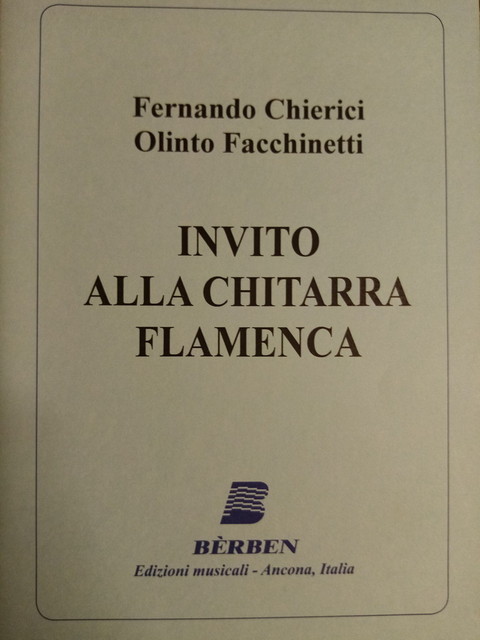 Fernando Chierici
Olinto Facchinetti
INVITO
ALLA CHITARRA
FLAMENCA
B
BÈRBEN
Edizioni musicali - Ancona, Italia